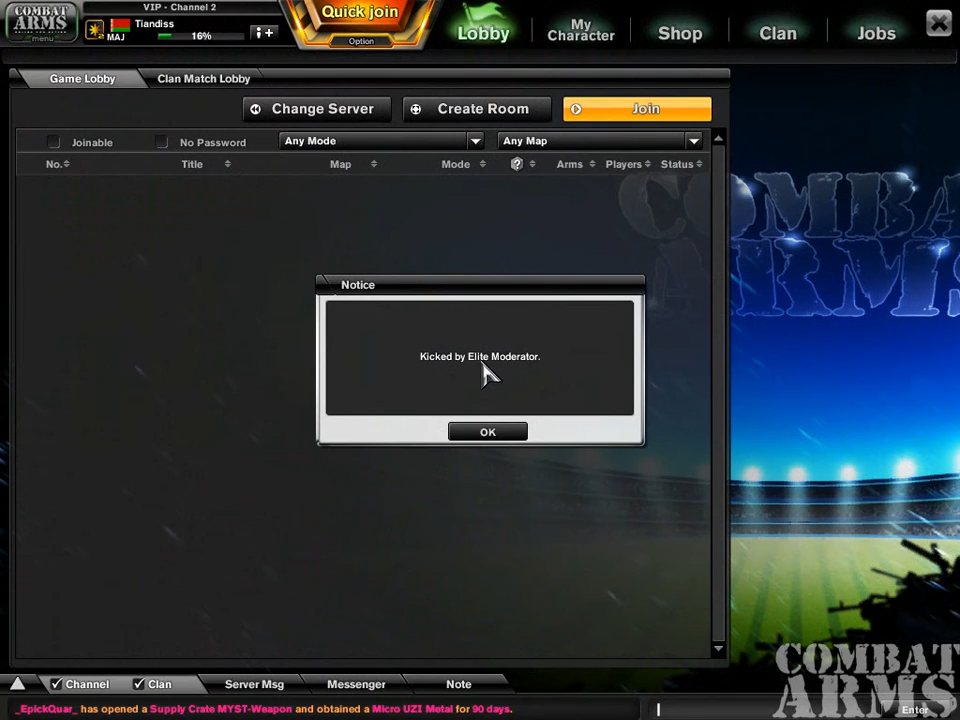 COMBAT
ARMS
menu
VIP - Channel 2
MAJ
Tiandiss
16%
Quick join
Option
Lobby
My
Character
Shop
Clan
Jobs
Game Lobby
Clan Match Lobby
Change Server
Create Room
Join
Joinable
No Password
Any Mode
Any Map
No.
Title
Map
Mode
?
Arms
Players
Status
COMBAT
ARMS
Notice
Kicked by Elite Moderator.
OK
Channel
Clan
Server Msg
Messenger
Note
_EpickQuar_ has opened a Supply Crate MYST-Weapon and obtained a Micro UZI Metal for 90 days.
Enter
COMBAT
ARMS